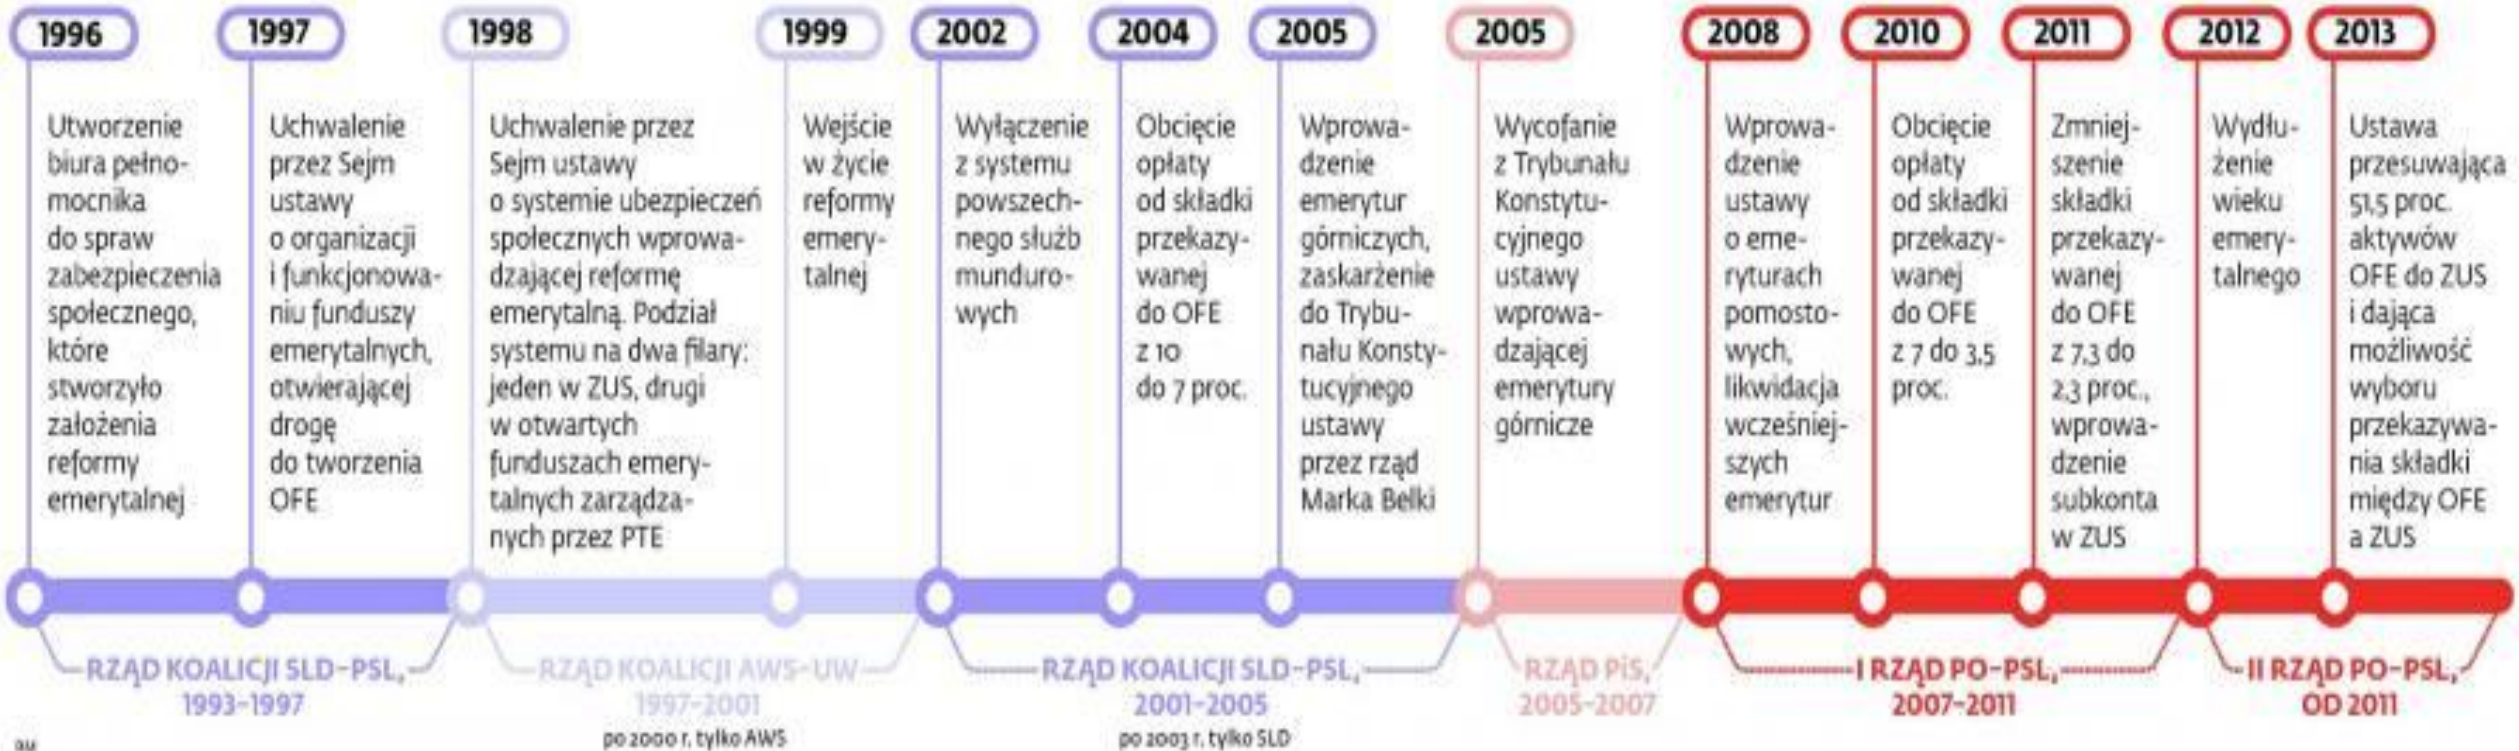 1996
Utworzenie
biura pełno-
mocnika
do spraw
zabezpieczenia
społecznego,
które
stworzyło
założenia
reformy
emerytalnej
1997
Uchwalenie
przez Sejm
ustawy
o organizacji
i funkcjonowa-
niu funduszy
emerytalnych,
otwierającej
drogę
do tworzenia
OFE
1998
Uchwalenie przez
Sejm ustawy
o systemie ubezpieczeń
społecznych wprowa-
dzającej reformę
emerytalną. Podział
systemu na dwa filary:
jeden w ZUS, drugi
w otwartych
funduszach emery-
talnych zarządza-
nych przez PTE
1999
Wejście
w życie
reformy
emery-
talnej
2002
Wyłączenie
z systemu
powszech-
nego służb
munduro-
wych
2004
Obcięcie
opłaty
od składki
przekazy-
wanej
do OFE
z 10
do 7 proc.
2005
Wprowa-
dzenie
emerytur
górniczych,
zaskarżenie
do Trybu-
nału Konsty-
tucyjnego
ustawy
przez rząd
Marka Belki
2005
Wycofanie
z Trybunału
Konstytu-
cyjnego
ustawy
wprowa-
dzającej
emerytury
górnicze
2008
Wprowa-
dzenie
ustawy
o eme-
ryturach
pomosto-
wych,
likwidacja
wcześniej-
szych
emerytur
2010
Obcięcie
opłaty
od składki
przekazy-
wanej
do OFE
z 7 do 3,5
proc.
2011
Zmniej-
szenie
składki
przekazy-
wanej
do OFE
z 7,3 do
2,3 proc.,
wprowa-
dzenie
subkonta
w ZUS
2012
Wydłu-
żenie
wieku
emery-
talnego
2013
Ustawa
przesuwająca
51,5 proc.
aktywów
OFE do ZUS
i dająca
możliwość
wyboru
przekazywa-
nia składki
między OFE
a ZUS
RZĄD KOALICJI SLD-PSL,
1993-1997
RZĄD KOALICJI AWS-UW
1997-2001
po 2000 r. tylko AWS
RZĄD KOALICJI SLD-PSL,
2001-2005
po 2003 r. tylko SLD
RZĄD PiS,
2005-2007
I RZĄD PO-PSL,
2007-2011
II RZĄD PO-PSL,
OD 2011